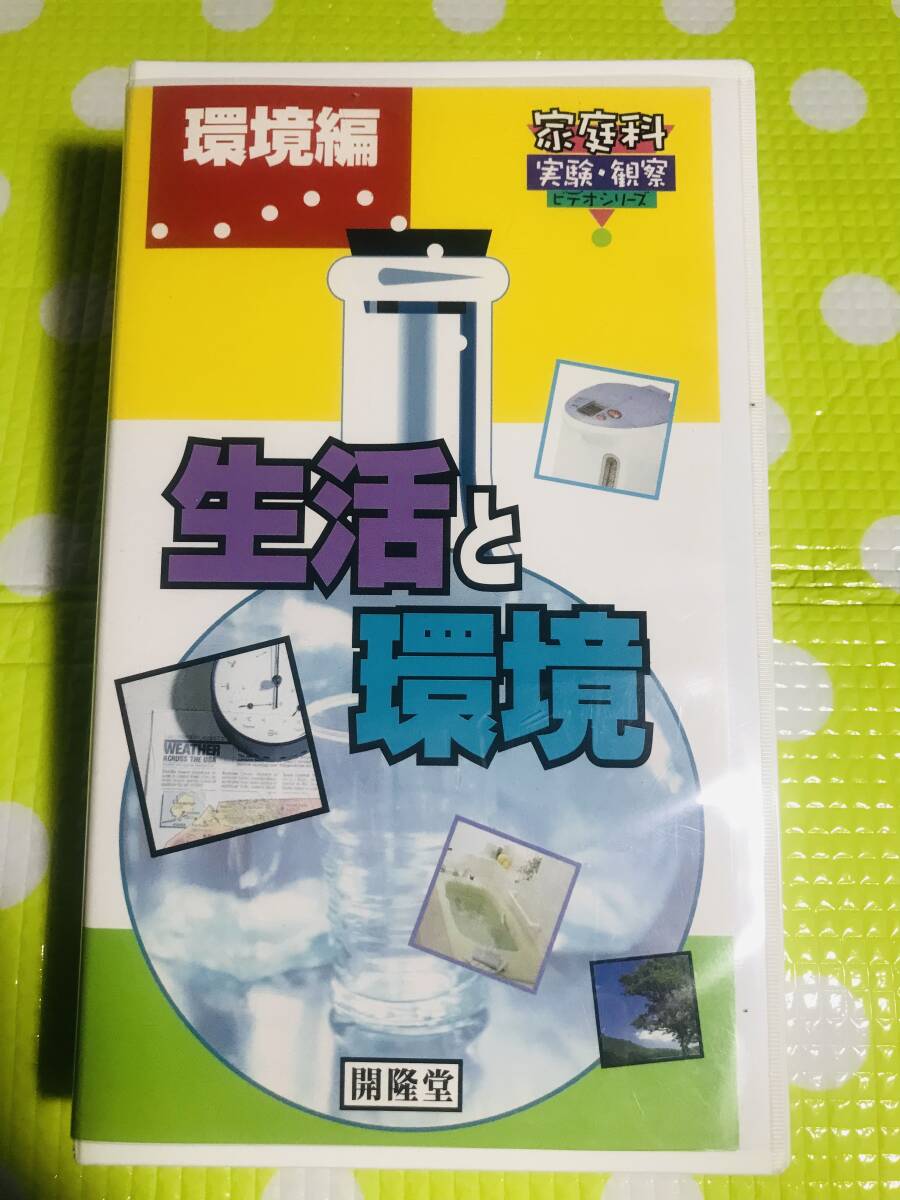 環境編
家庭科
実験・観察
ビデオシリーズ
生活と
環境
WEATHER
ACROSS THE USA
開隆堂